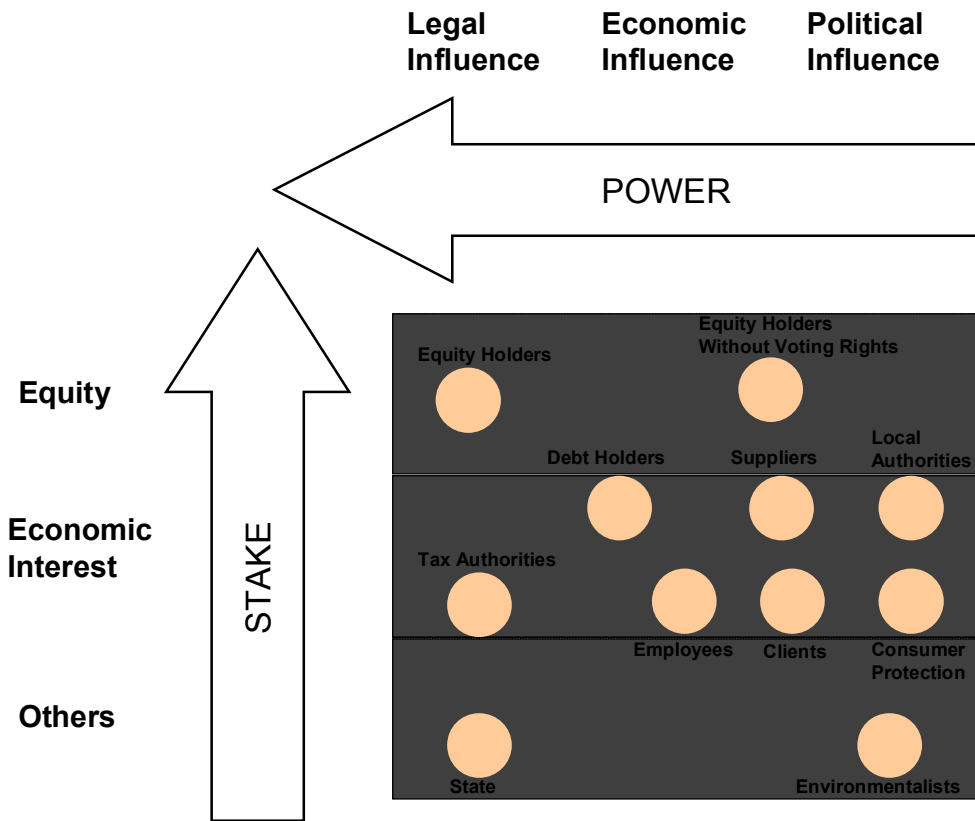 Legal
Influence
Economic
Influence
Political
Influence
POWER
Equity Holders
Without Voting Rights
Equity Holders
Equity
Debt Holders
Suppliers
Local
Authorities
Economic
Interest
STAKE
Tax Authorities
Employees
Clients
Consumer
Protection
Others
State
Environmentalists